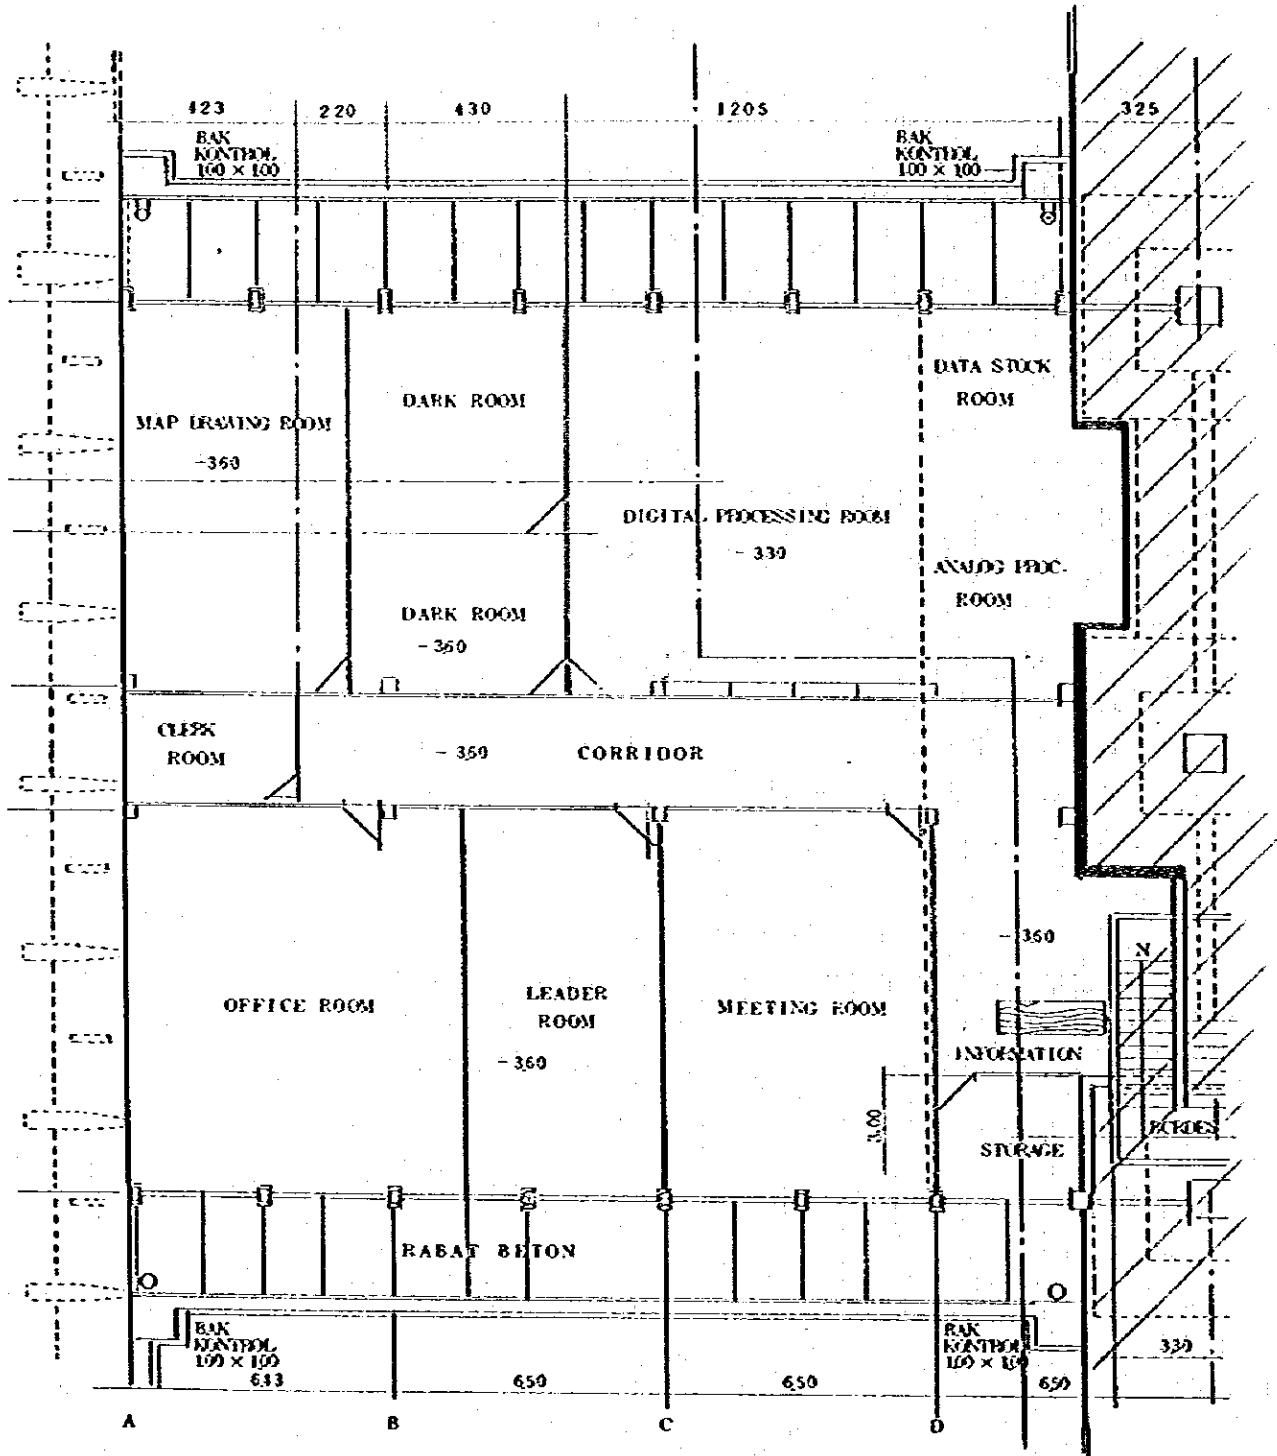 423 220 430 1205 325
BAK
KONTROL
100 × 100
BAK
KONTROL
100 × 100
DATA STOCK
ROOM
DARK ROOM
MAP DRAWING ROOM
-360
DIGITAL PROCESSING ROOM
- 330
ANALOG PROC-
ROOM
DARK ROOM
- 360
CLERK
ROOM
- 360
CORRIDOR
- 360
N
OFFICE ROOM
LEADER
ROOM
MEETING ROOM
- 360
INFORMATION
3.00
STORAGE
BORDES
RABAT BETON
BAK
KONTROL
100 × 100
BAK
KONTROL
100 × 100
330
643 650 650 650
A B C D